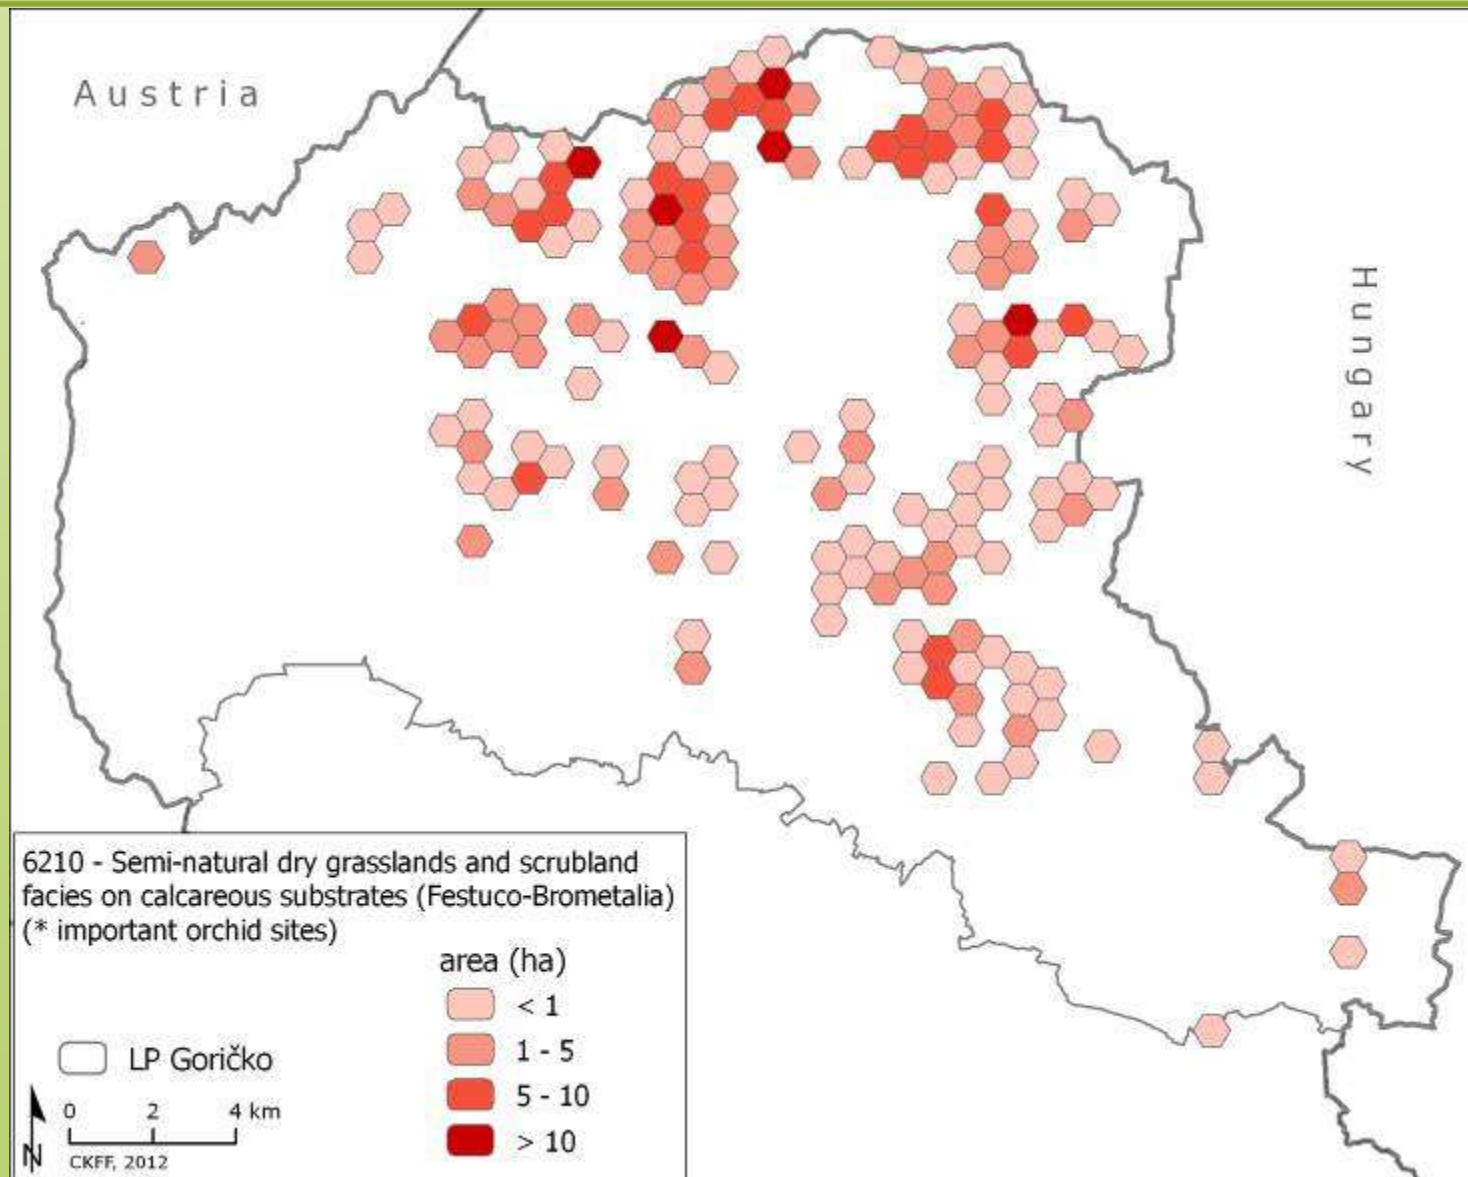 Austria
Hungary
6210 - Semi-natural dry grasslands and scrubland
facies on calcareous substrates (Festuco-Brometalia)
(* important orchid sites)
area (ha)
< 1
1 - 5
5 - 10
> 10
LP Goričko
0 2 4 km
N
CKFF, 2012